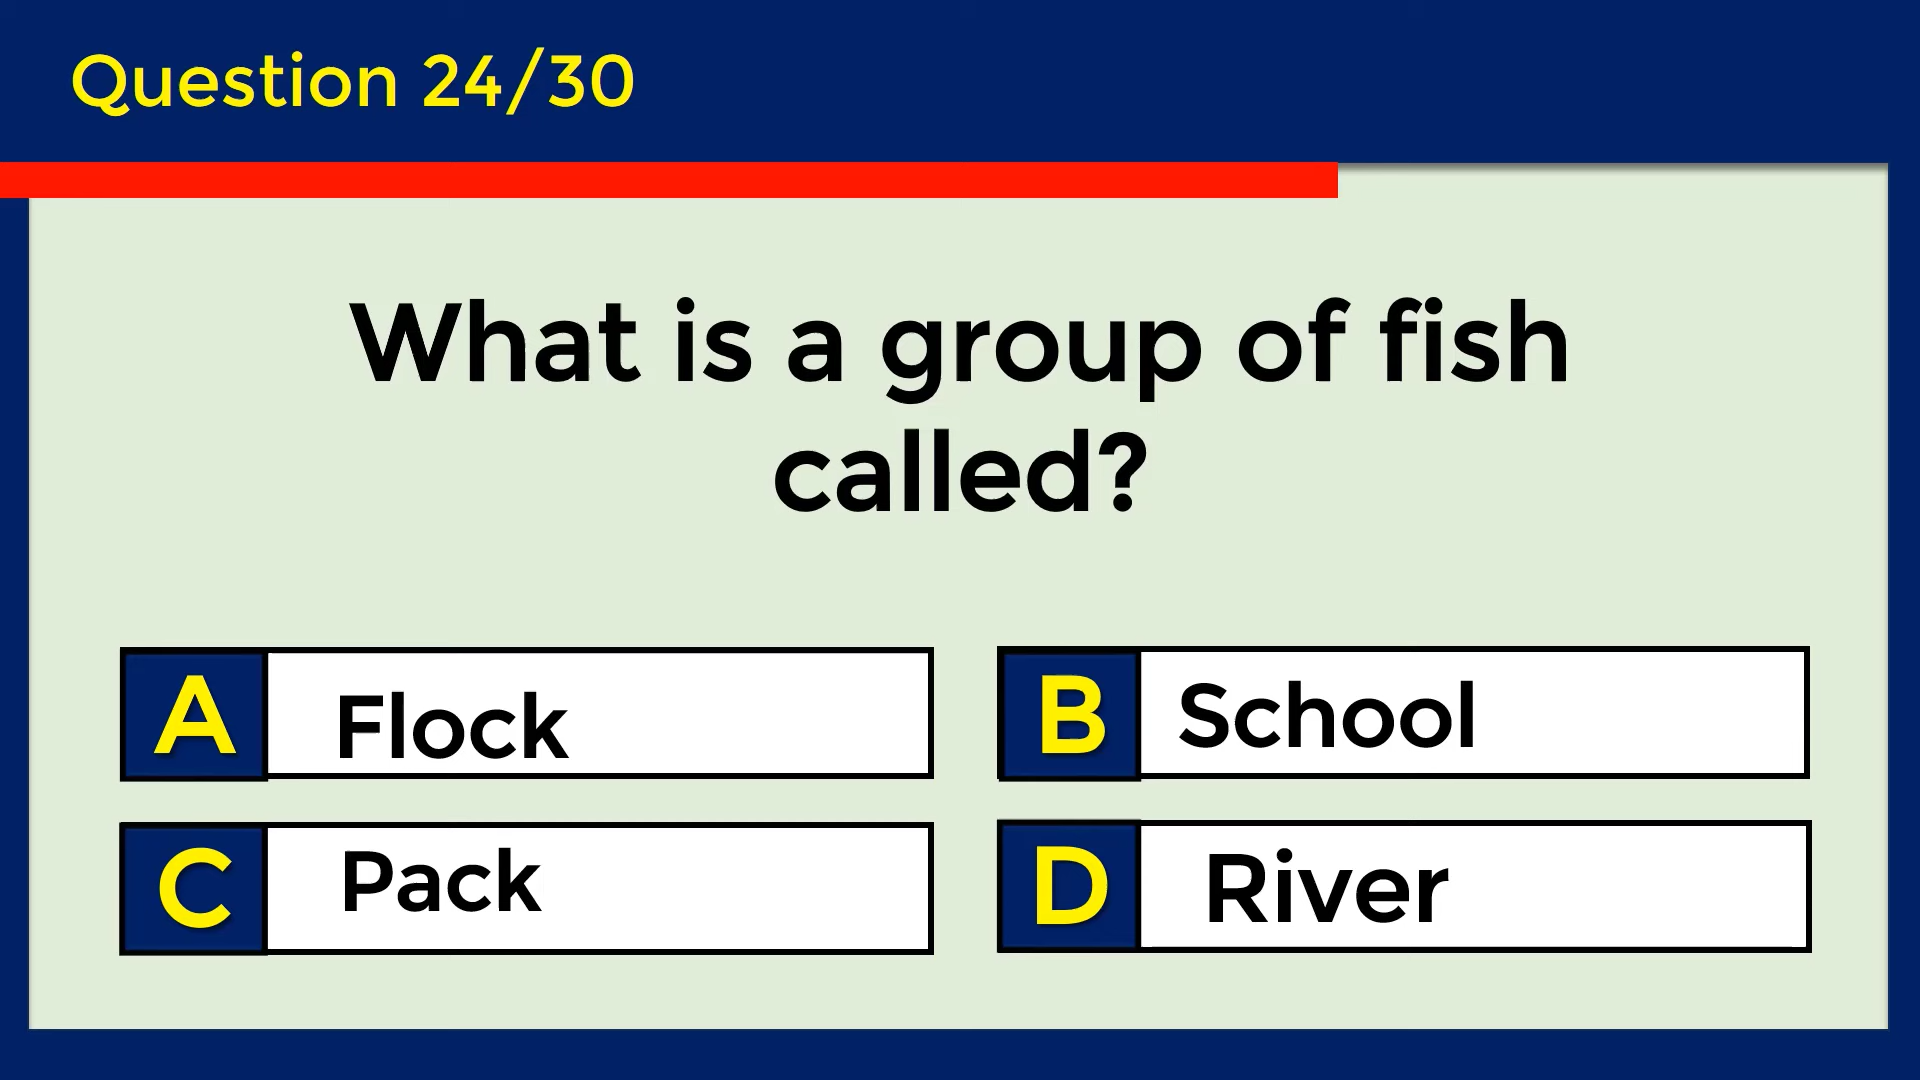 Question 24/30
What is a group of fish
called?
A Flock
B School
C Pack
D River